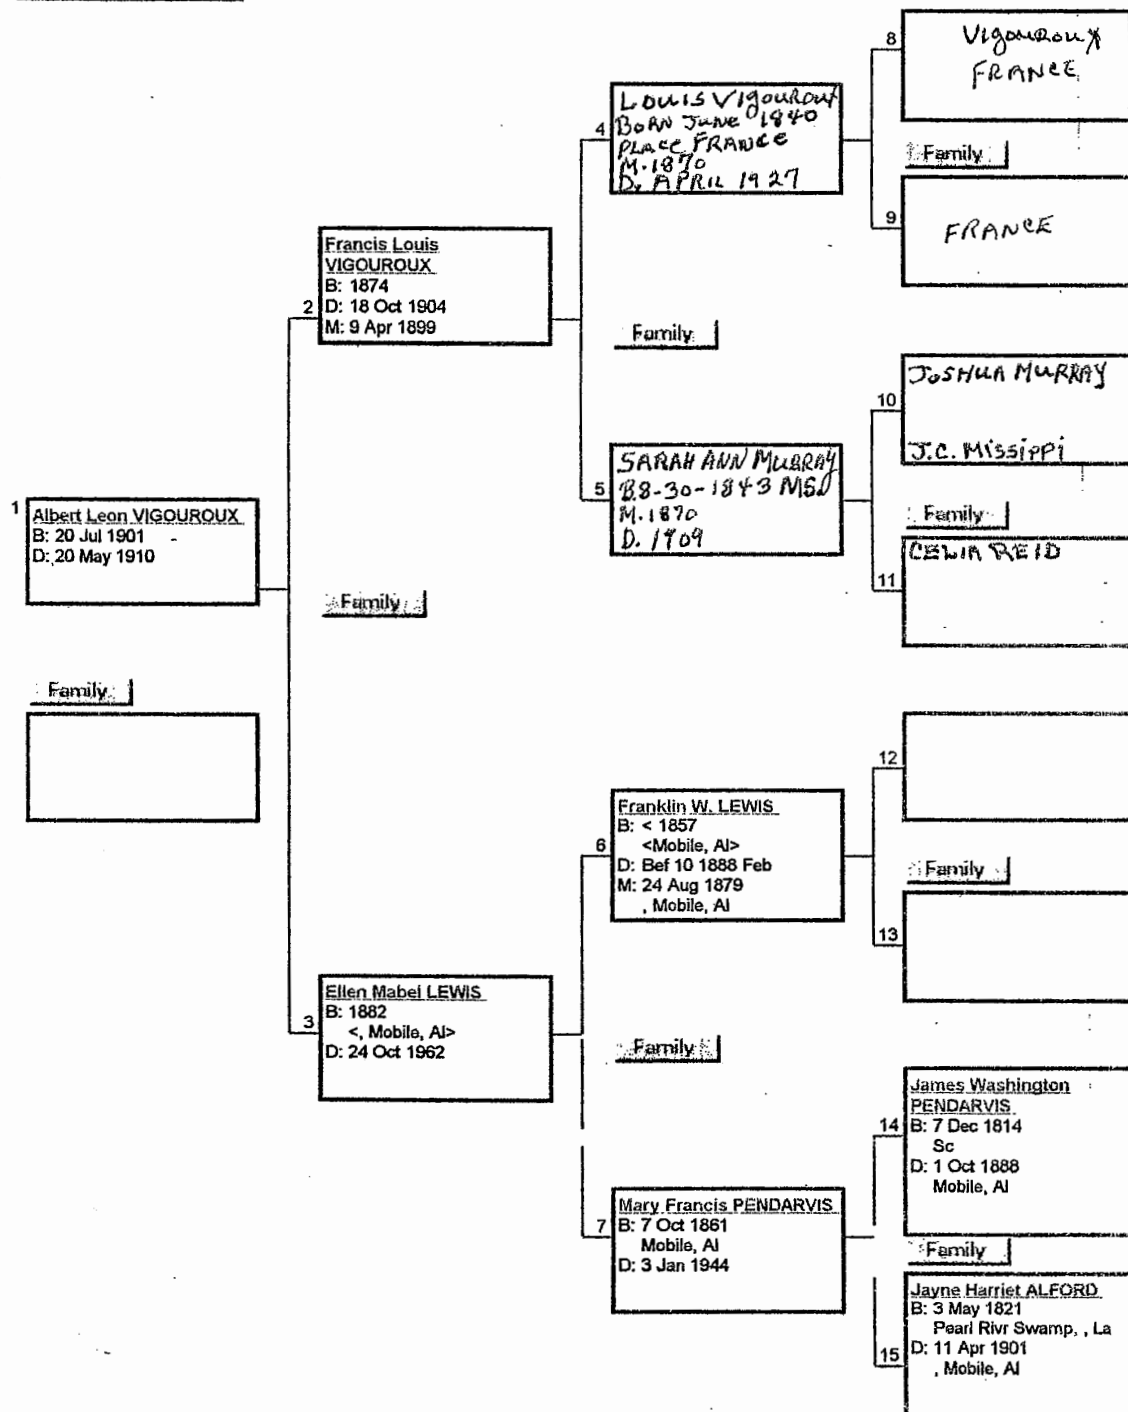 8
Vigouroux
FRANCE
Family
9
FRANCE
4
LOUIS Vigouroux
BORN JUNE 1840
PLACE FRANCE
M. 1870
D. APRIL 1927
2
Francis Louis
VIGOUROUX
B: 1874
D: 18 Oct 1904
M: 9 Apr 1899
Family
10
JOSHUA MURRAY
J.C. Missippi
5
SARAH ANN MURRAY
B.8-30-1843 MS
M. 1870
D. 1909
Family
11
CELIA REID
1
Albert Leon VIGOUROUX
B: 20 Jul 1901
D: 20 May 1910
Family
Family
12
6
Franklin W. LEWIS
B: < 1857
<Mobile, Al>
D: Bef 10 1888 Feb
M: 24 Aug 1879
, Mobile, Al
Family
13
3
Ellen Mabel LEWIS
B: 1882
<, Mobile, Al>
D: 24 Oct 1962
Family
14
James Washington
PENDARVIS
B: 7 Dec 1814
Sc
D: 1 Oct 1888
Mobile, Al
7
Mary Francis PENDARVIS
B: 7 Oct 1861
Mobile, Al
D: 3 Jan 1944
Family
15
Jayne Harriet ALFORD
B: 3 May 1821
Pearl Rivr Swamp, , La
D: 11 Apr 1901
, Mobile, Al